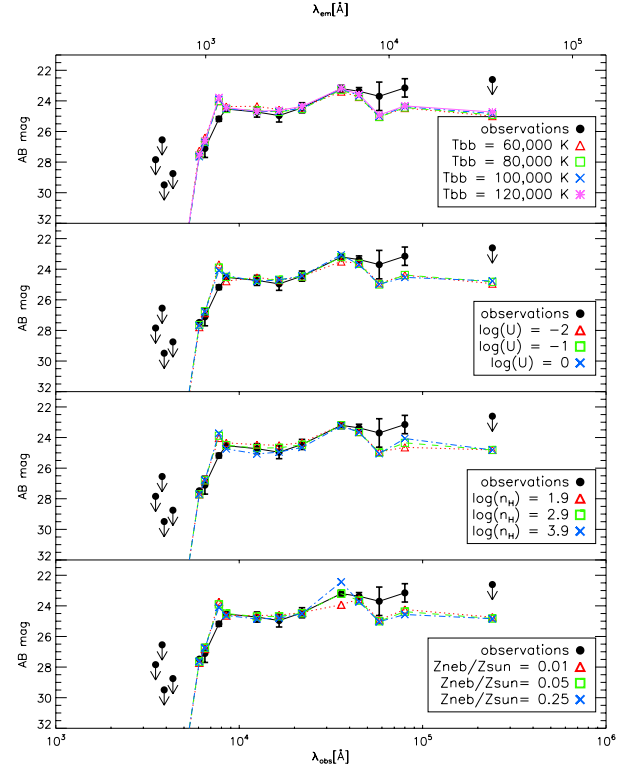 λem[Å]
10³ 10⁴ 10⁵
22
24
26
28
30
32
AB mag
observations
Tbb = 60,000 K
Tbb = 80,000 K
Tbb = 100,000 K
Tbb = 120,000 K
22
24
26
28
30
32
AB mag
observations
log(U) = −2
log(U) = −1
log(U) = 0
22
24
26
28
30
32
AB mag
observations
log(nH) = 1.9
log(nH) = 2.9
log(nH) = 3.9
22
24
26
28
30
32
AB mag
observations
Zneb/Zsun = 0.01
Zneb/Zsun= 0.05
Zneb/Zsun= 0.25
10³ 10⁴ 10⁵ 10⁶
λobs[Å]